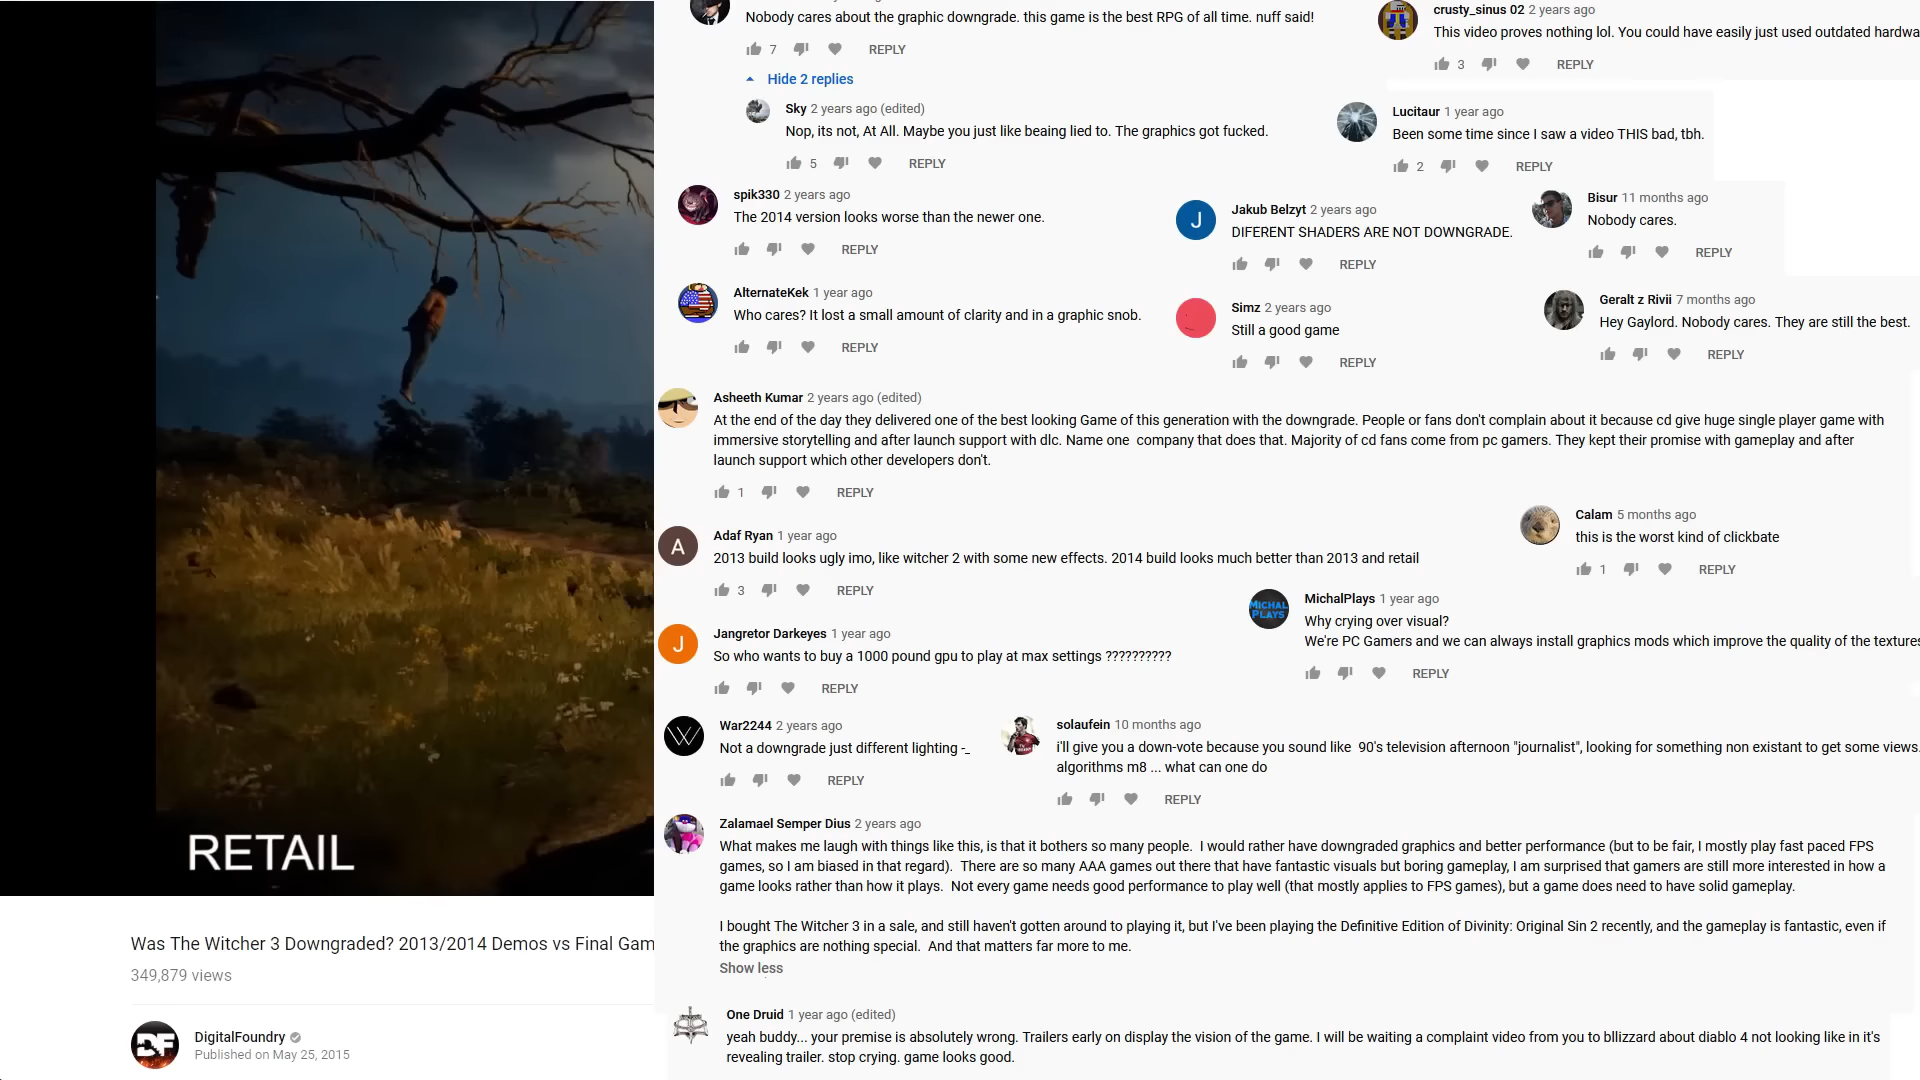 Nobody cares about the graphic downgrade. this game is the best RPG of all time. nuff said!
7 REPLY
Hide 2 replies
Sky 2 years ago (edited)
Nop, its not, At All. Maybe you just like beaing lied to. The graphics got fucked.
5 REPLY
crusty_sinus 02 2 years ago
This video proves nothing lol. You could have easily just used outdated hardwa
3 REPLY
Lucitaur 1 year ago
Been some time since I saw a video THIS bad, tbh.
2 REPLY
spik330 2 years ago
The 2014 version looks worse than the newer one.
REPLY
Jakub Belzyt 2 years ago
DIFERENT SHADERS ARE NOT DOWNGRADE.
REPLY
Bisur 11 months ago
Nobody cares.
REPLY
AlternateKek 1 year ago
Who cares? It lost a small amount of clarity and in a graphic snob.
REPLY
Simz 2 years ago
Still a good game
REPLY
Geralt z Rivii 7 months ago
Hey Gaylord. Nobody cares. They are still the best.
REPLY
Asheeth Kumar 2 years ago (edited)
At the end of the day they delivered one of the best looking Game of this generation with the downgrade. People or fans don't complain about it because cd give huge single player game with
immersive storytelling and after launch support with dlc. Name one company that does that. Majority of cd fans come from pc gamers. They kept their promise with gameplay and after
launch support which other developers don't.
1 REPLY
Calam 5 months ago
this is the worst kind of clickbate
1 REPLY
A
Adaf Ryan 1 year ago
2013 build looks ugly imo, like witcher 2 with some new effects. 2014 build looks much better than 2013 and retail
3 REPLY
MICHAL
PLAYS
MichalPlays 1 year ago
Why crying over visual?
We're PC Gamers and we can always install graphics mods which improve the quality of the textures
REPLY
J
Jangretor Darkeyes 1 year ago
So who wants to buy a 1000 pound gpu to play at max settings ??????????
REPLY
War2244 2 years ago
Not a downgrade just different lighting -_
REPLY
solaufein 10 months ago
i'll give you a down-vote because you sound like 90's television afternoon "journalist", looking for something non existant to get some views.
algorithms m8 ... what can one do
REPLY
Zalamael Semper Dius 2 years ago
What makes me laugh with things like this, is that it bothers so many people. I would rather have downgraded graphics and better performance (but to be fair, I mostly play fast paced FPS
games, so I am biased in that regard). There are so many AAA games out there that have fantastic visuals but boring gameplay, I am surprised that gamers are still more interested in how a
game looks rather than how it plays. Not every game needs good performance to play well (that mostly applies to FPS games), but a game does need to have solid gameplay.
I bought The Witcher 3 in a sale, and still haven't gotten around to playing it, but I've been playing the Definitive Edition of Divinity: Original Sin 2 recently, and the gameplay is fantastic, even if
the graphics are nothing special. And that matters far more to me.
Show less
One Druid 1 year ago (edited)
yeah buddy... your premise is absolutely wrong. Trailers early on display the vision of the game. I will be waiting a complaint video from you to bllizzard about diablo 4 not looking like in it's
revealing trailer. stop crying. game looks good.
RETAIL
Was The Witcher 3 Downgraded? 2013/2014 Demos vs Final Gam
349,879 views
DF
DigitalFoundry
Published on May 25, 2015